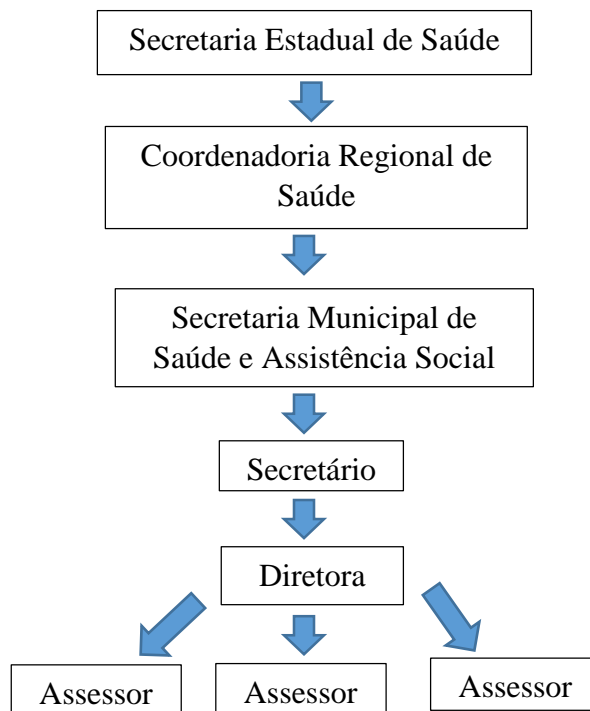 Secretaria Estadual de Saúde
Coordenadoria Regional de
Saúde
Secretaria Municipal de
Saúde e Assistência Social
Secretário
Diretora
Assessor
Assessor
Assessor